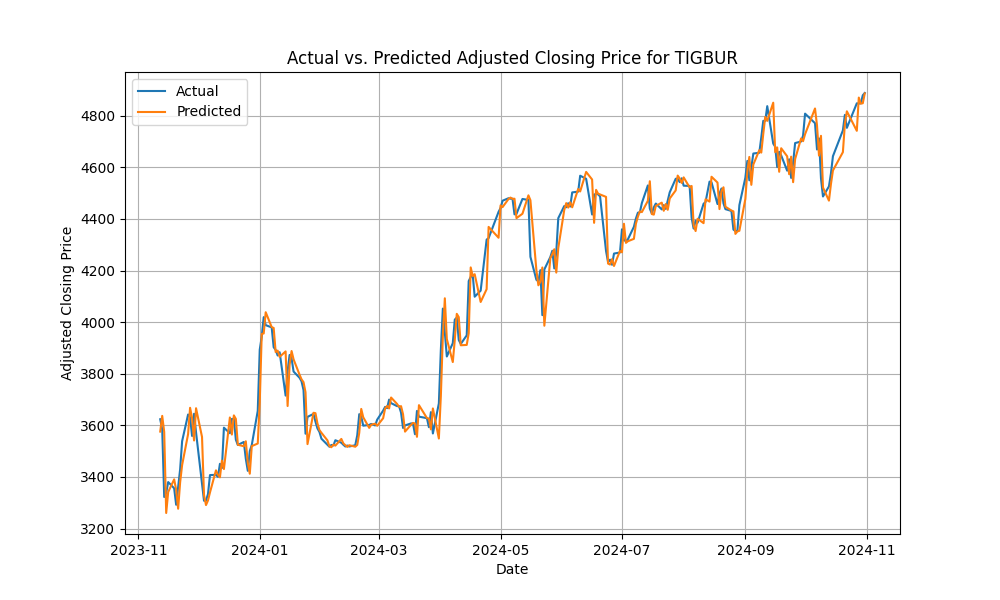 Actual vs. Predicted Adjusted Closing Price for TIGBUR
Actual
Predicted
Adjusted Closing Price
4800
4600
4400
4200
4000
3800
3600
3400
3200
2023-11 2024-01 2024-03 2024-05 2024-07 2024-09 2024-11
Date